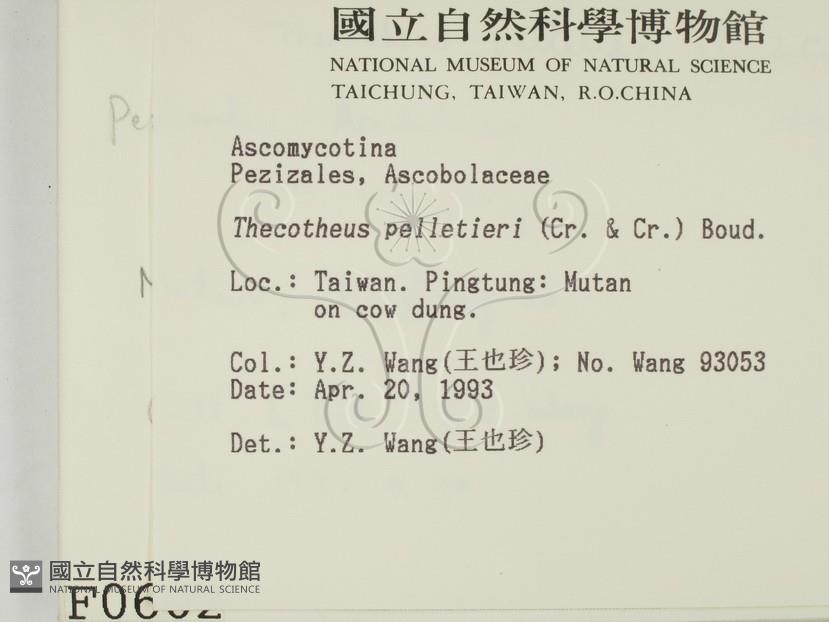 國立自然科學博物館
NATIONAL MUSEUM OF NATURAL SCIENCE
TAICHUNG, TAIWAN, R.O.CHINA
Ascomycotina
Pezizales, Ascobolaceae
Thecotheus pelletieri (Cr. & Cr.) Boud.
Loc.: Taiwan. Pingtung: Mutan
on cow dung.
Col.: Y.Z. Wang(王也珍); No. Wang 93053
Date: Apr. 20, 1993
Det.: Y.Z. Wang(王也珍)
國立自然科學博物館
NATIONAL MUSEUM OF NATURAL SCIENCE